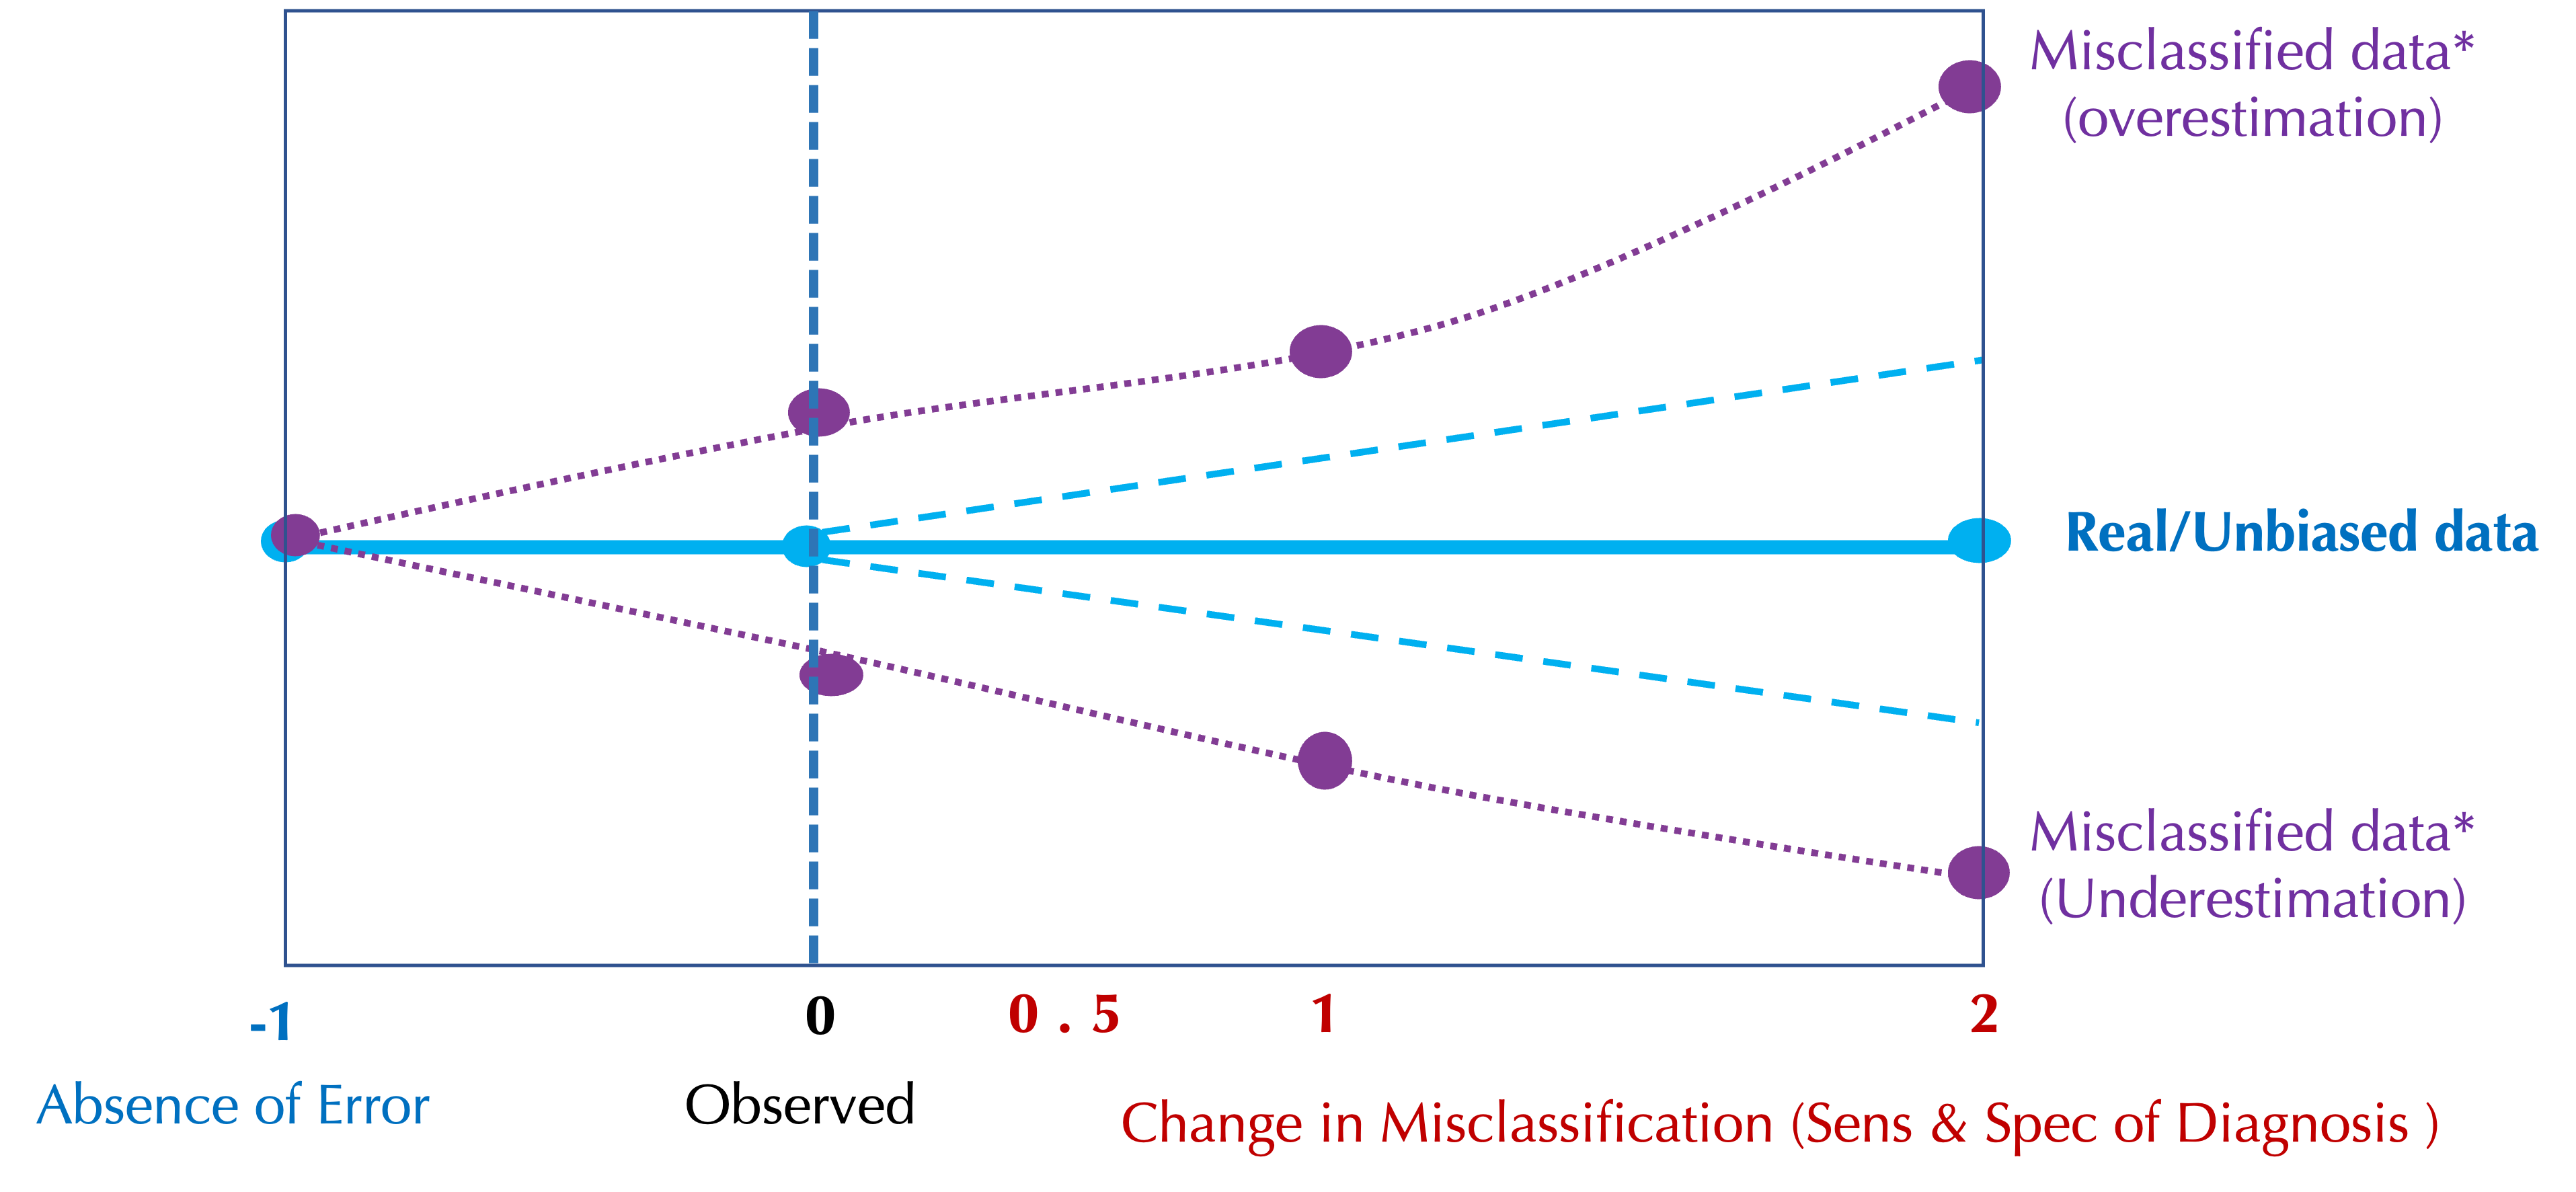 Misclassified data*
(overestimation)
Real/Unbiased data
Misclassified data*
(Underestimation)
-1
0
0 . 5
1
2
Absence of Error
Observed
Change in Misclassification (Sens & Spec of Diagnosis )